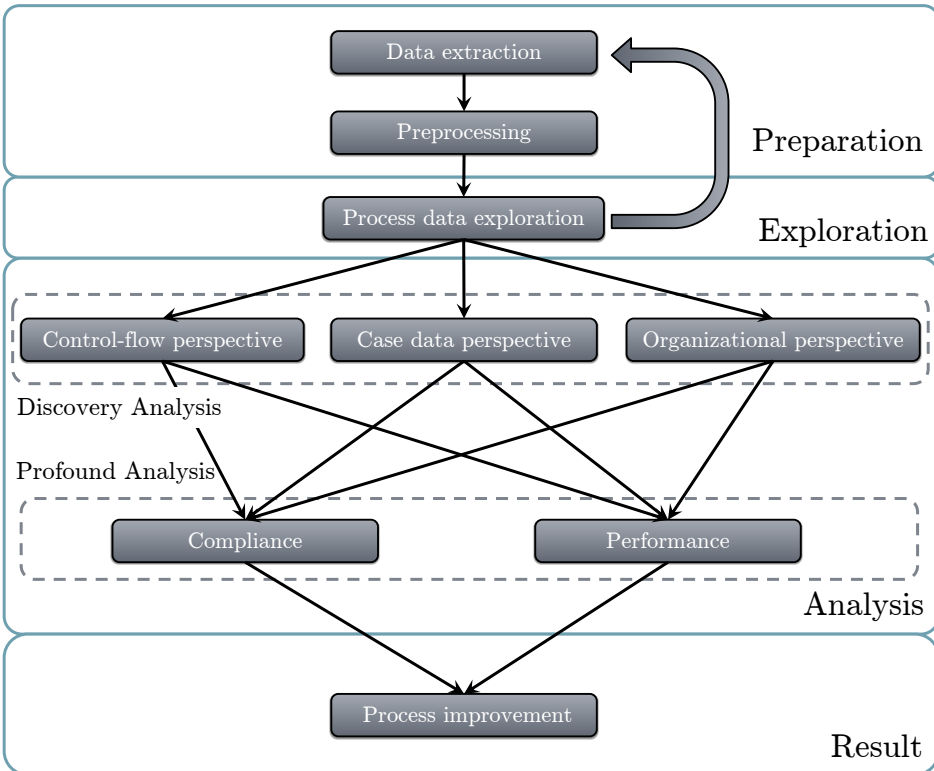 Data extraction
Preprocessing
Preparation
Process data exploration
Exploration
Control-flow perspective
Case data perspective
Organizational perspective
Discovery Analysis
Profound Analysis
Compliance
Performance
Analysis
Process improvement
Result